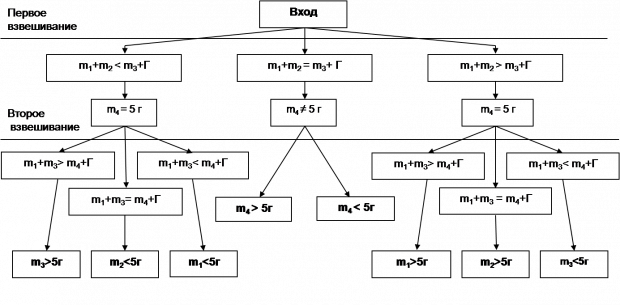 Первое
взвешивание
Вход
m₁+m₂ < m₃+Г
m₁+m₂ = m₃+ Г
m₁+m₂ > m₃+Г
m₄ = 5 г
m₄ ≠ 5 г
m₄ = 5 г
Второе
взвешивание
m₁+m₃> m₄+Г
m₁+m₃< m₄+Г
m₁+m₃> m₄+Г
m₁+m₃< m₄+Г
m₁+m₃= m₄+Г
m₄ > 5г
m₄ < 5г
m₁+m₃ = m₄+Г
m₃>5г
m₂<5г
m₁<5г
m₁>5г
m₂>5г
m₃<5г